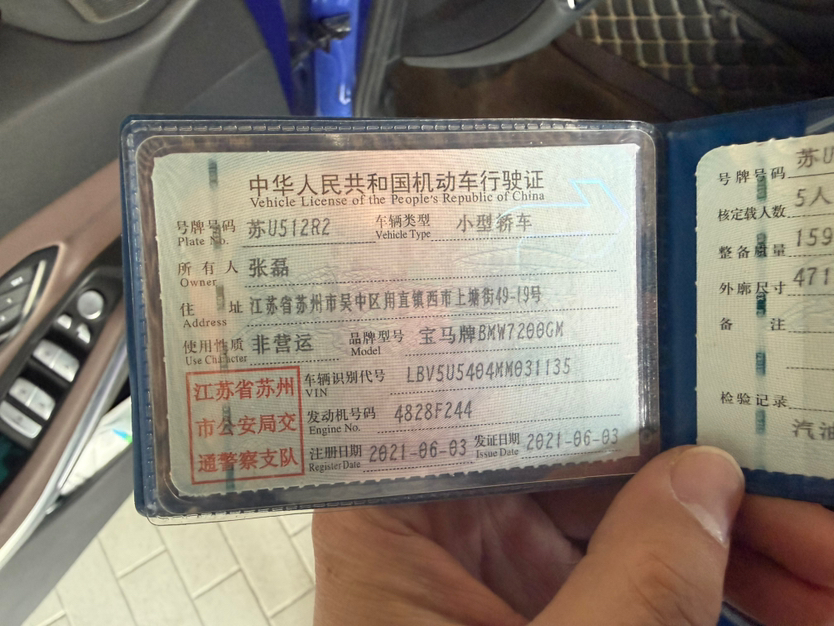 中华人民共和国机动车行驶证
Vehicle License of the People's Republic of China
号牌号码 苏U512R2 车辆类型 小型轿车
Plate No. Vehicle Type
所有人 张磊
Owner
住址 江苏省苏州市吴中区甪直镇西市上塘街49-19号
Address
使用性质 非营运 品牌型号 宝马牌BMW7200GM
Use Character Model
江苏省苏州
市公安局交
通警察支队
车辆识别代号 LBV5U5404MM031135
VIN
发动机号码 4828F244
Engine No.
注册日期 2021-06-03 发证日期 2021-06-03
Register Date Issue Date
号牌号码 苏U
核定载人数 5人
整备质量 159
外廓尺寸 471
备注
检验记录
汽油